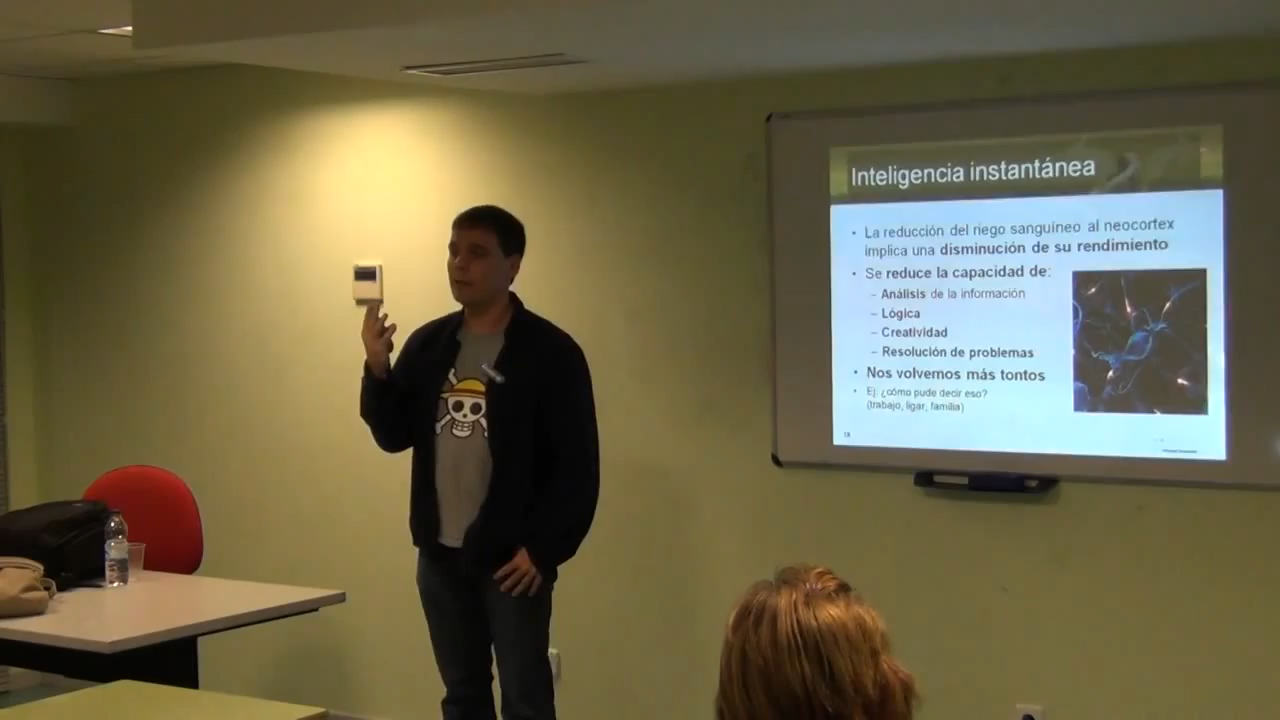 Inteligencia instantánea
• La reducción del riego sanguíneo al neocortex
implica una disminución de su rendimiento
• Se reduce la capacidad de:
– Análisis de la información
– Lógica
– Creatividad
– Resolución de problemas
• Nos volvemos más tontos
• Ej: ¿cómo pude decir eso?
(trabajo, ligar, familia)